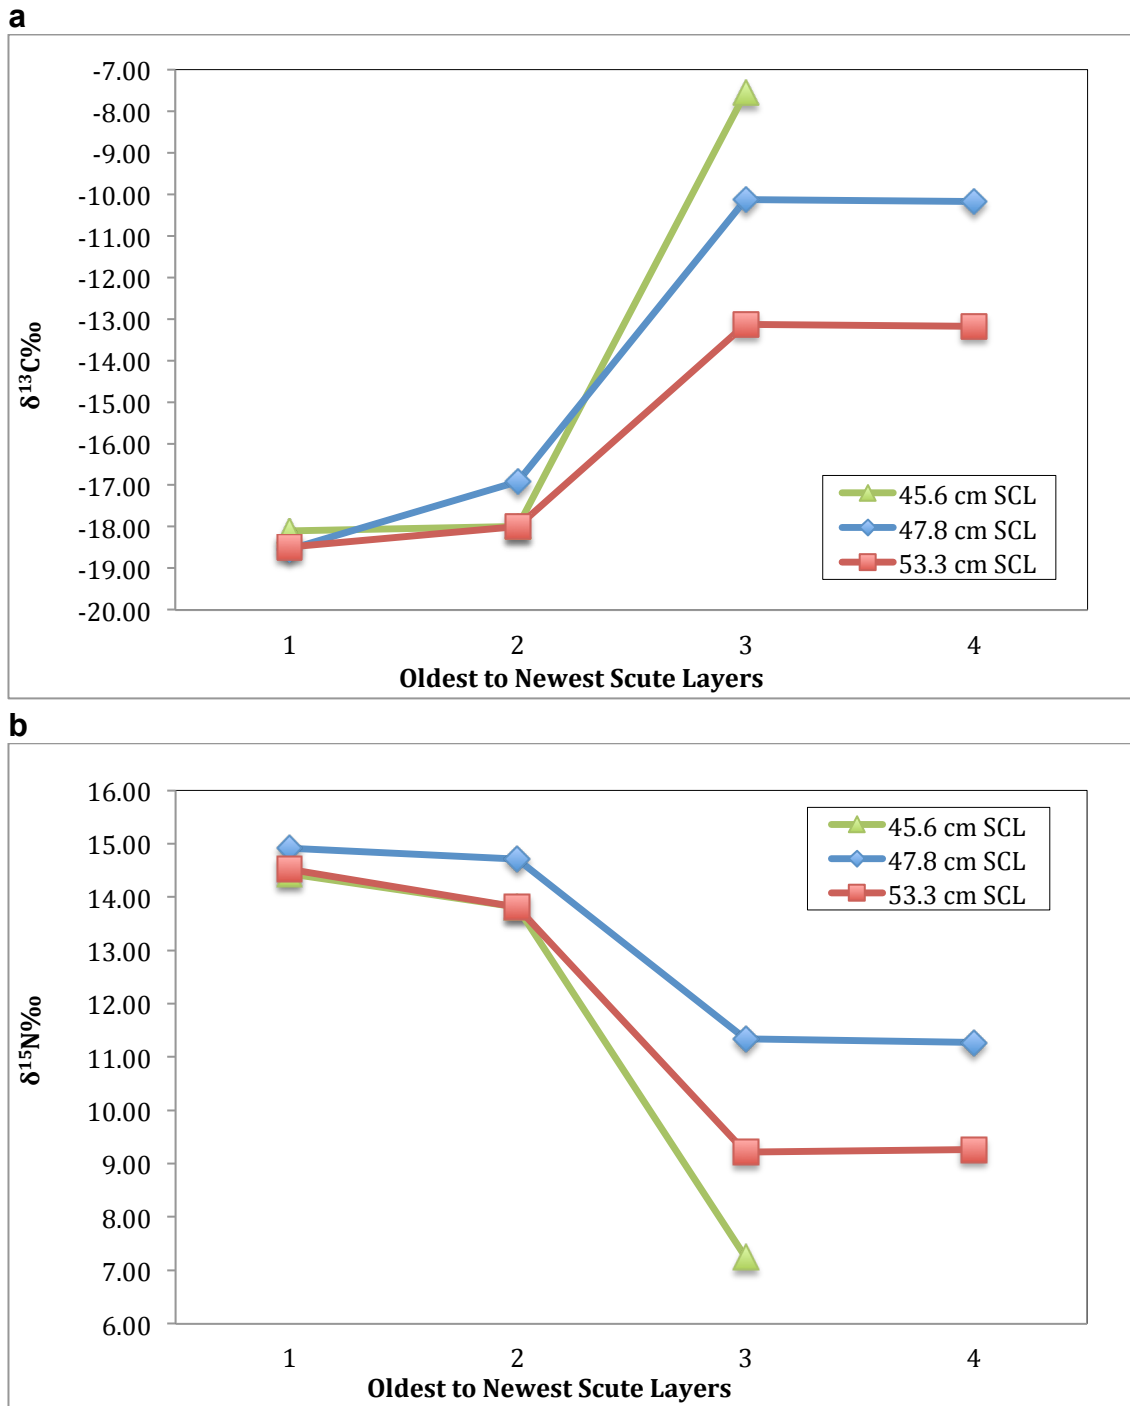 a
-7.00
-8.00
-9.00
-10.00
-11.00
-12.00
-13.00
-14.00
-15.00
-16.00
-17.00
-18.00
-19.00
-20.00
δ13C‰
45.6 cm SCL
47.8 cm SCL
53.3 cm SCL
1 2 3 4
Oldest to Newest Scute Layers
b
16.00
15.00
14.00
13.00
12.00
11.00
10.00
9.00
8.00
7.00
6.00
δ15N‰
45.6 cm SCL
47.8 cm SCL
53.3 cm SCL
1 2 3 4
Oldest to Newest Scute Layers